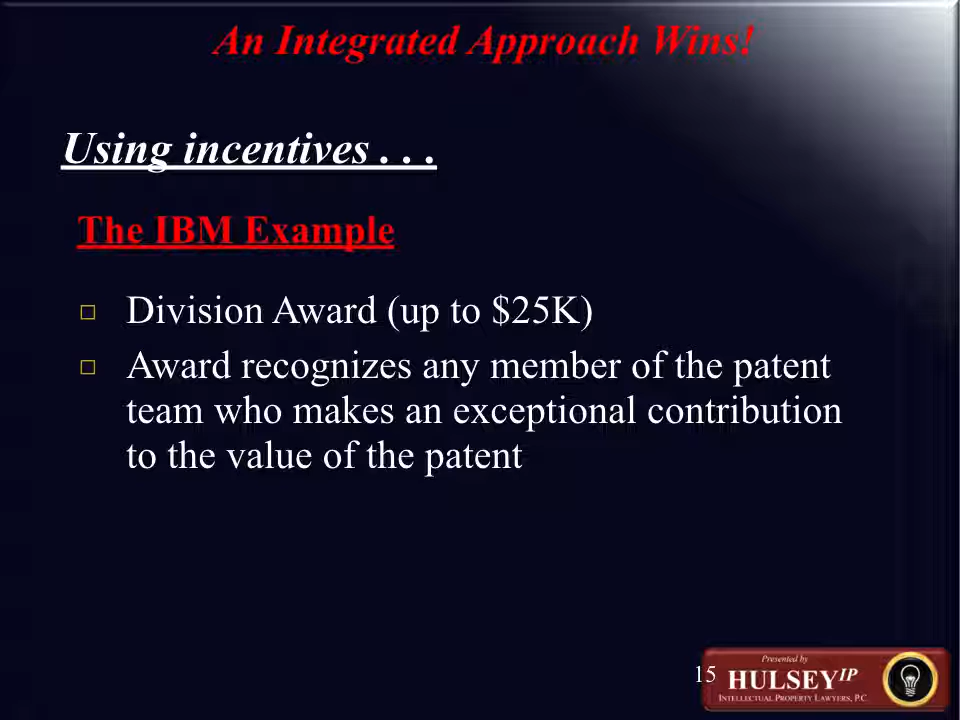 An Integrated Approach Wins!
Using incentives . . .
The IBM Example
Division Award (up to $25K)
Award recognizes any member of the patent
team who makes an exceptional contribution
to the value of the patent
15
Presented by
HULSEY IP
INTELLECTUAL PROPERTY LAWYERS, P.C.